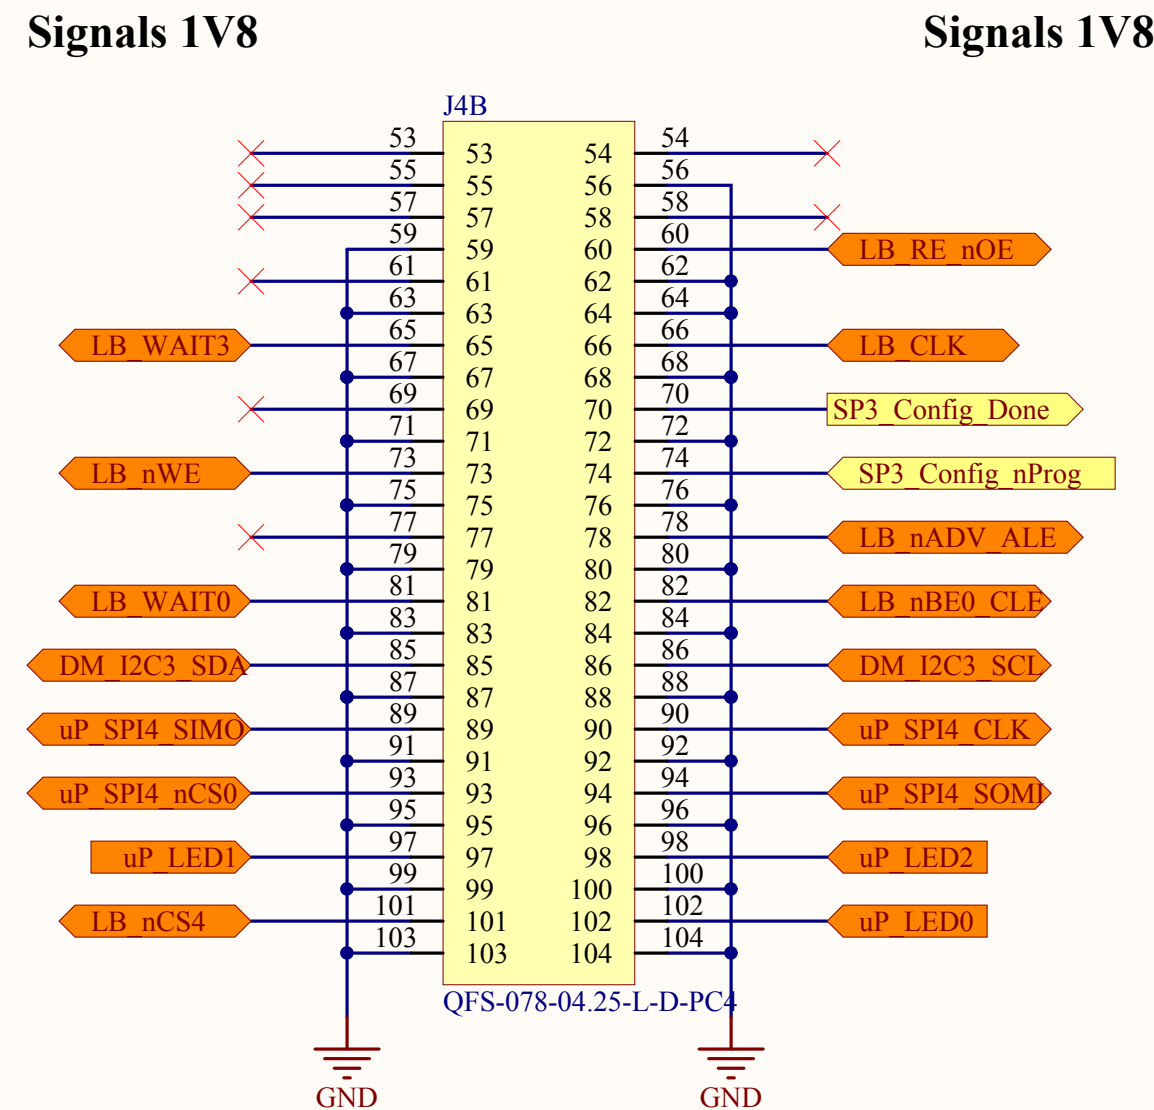 Signals 1V8 Signals 1V8
J4B
53 53 54 54
55 55 56 56
57 57 58 58
59 59 60 60 LB_RE_nOE
61 61 62 62
63 63 64 64
LB_WAIT3 65 65 66 66 LB_CLK
67 67 68 68
69 69 70 70 SP3_Config_Done
71 71 72 72
LB_nWE 73 73 74 74 SP3_Config_nProg
75 75 76 76
77 77 78 78 LB_nADV_ALE
79 79 80 80
LB_WAIT0 81 81 82 82 LB_nBE0_CLE
83 83 84 84
DM_I2C3_SDA 85 85 86 86 DM_I2C3_SCL
87 87 88 88
uP_SPI4_SIMO 89 89 90 90 uP_SPI4_CLK
91 91 92 92
uP_SPI4_nCS0 93 93 94 94 uP_SPI4_SOMI
95 95 96 96
uP_LED1 97 97 98 98 uP_LED2
99 99 100 100
LB_nCS4 101 101 102 102 uP_LED0
103 103 104 104
QFS-078-04.25-L-D-PC4
GND GND